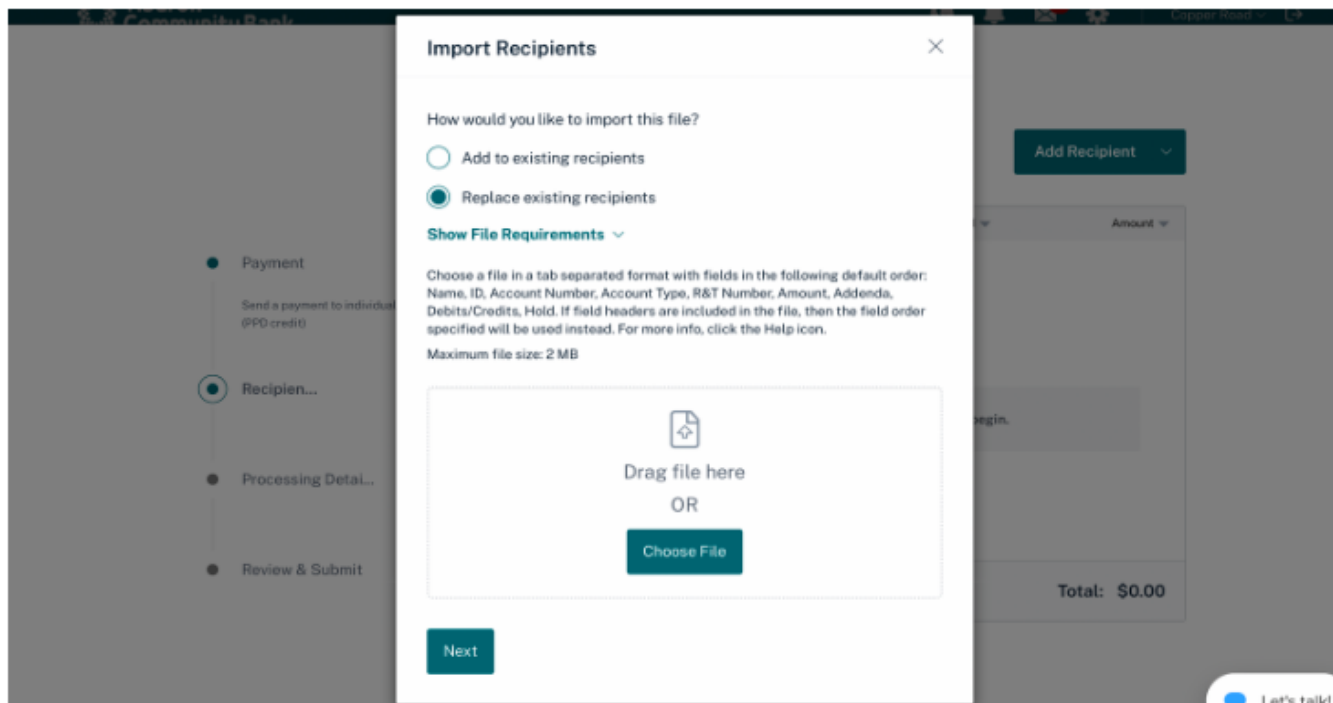 Community Bank
Copper Road
Import Recipients
How would you like to import this file?
Add to existing recipients
Replace existing recipients
Show File Requirements
Choose a file in a tab separated format with fields in the following default order:
Name, ID, Account Number, Account Type, R&T Number, Amount, Addenda,
Debits/Credits, Hold. If field headers are included in the file, then the field order
specified will be used instead. For more info, click the Help icon.
Maximum file size: 2 MB
Drag file here
OR
Choose File
Next
Payment
Send a payment to individual
(PPD credit)
Recipien...
Processing Detai...
Review & Submit
Add Recipient
Amount
begin.
Total: $0.00
Let's talk!